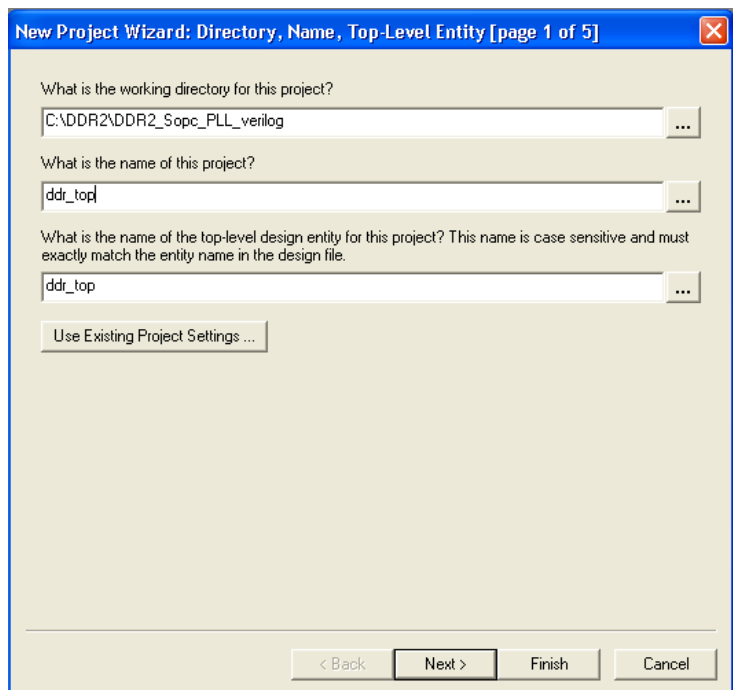 New Project Wizard: Directory, Name, Top-Level Entity [page 1 of 5]
What is the working directory for this project?
C:\DDR2\DDR2_Sopc_PLL_verilog
...
What is the name of this project?
ddr_top
...
What is the name of the top-level design entity for this project? This name is case sensitive and must
exactly match the entity name in the design file.
ddr_top
...
Use Existing Project Settings ...
< Back
Next >
Finish
Cancel